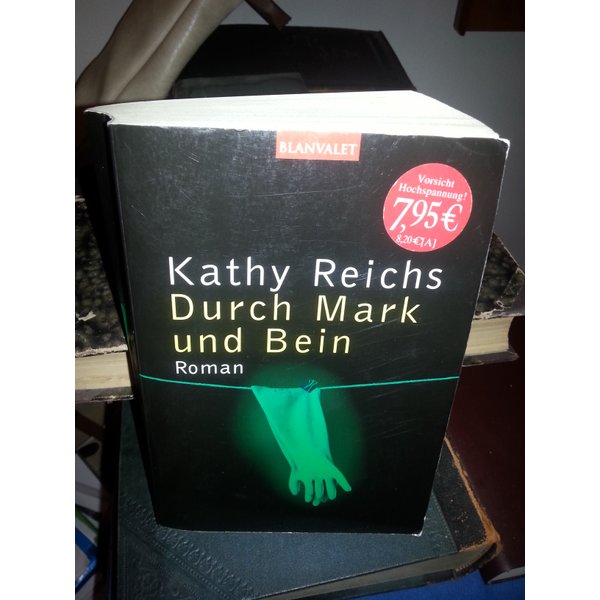 BLANVALET
Vorsicht
Hochspannung!
7,95 €
8,20 €[A]
Kathy Reichs
Durch Mark
und Bein
Roman